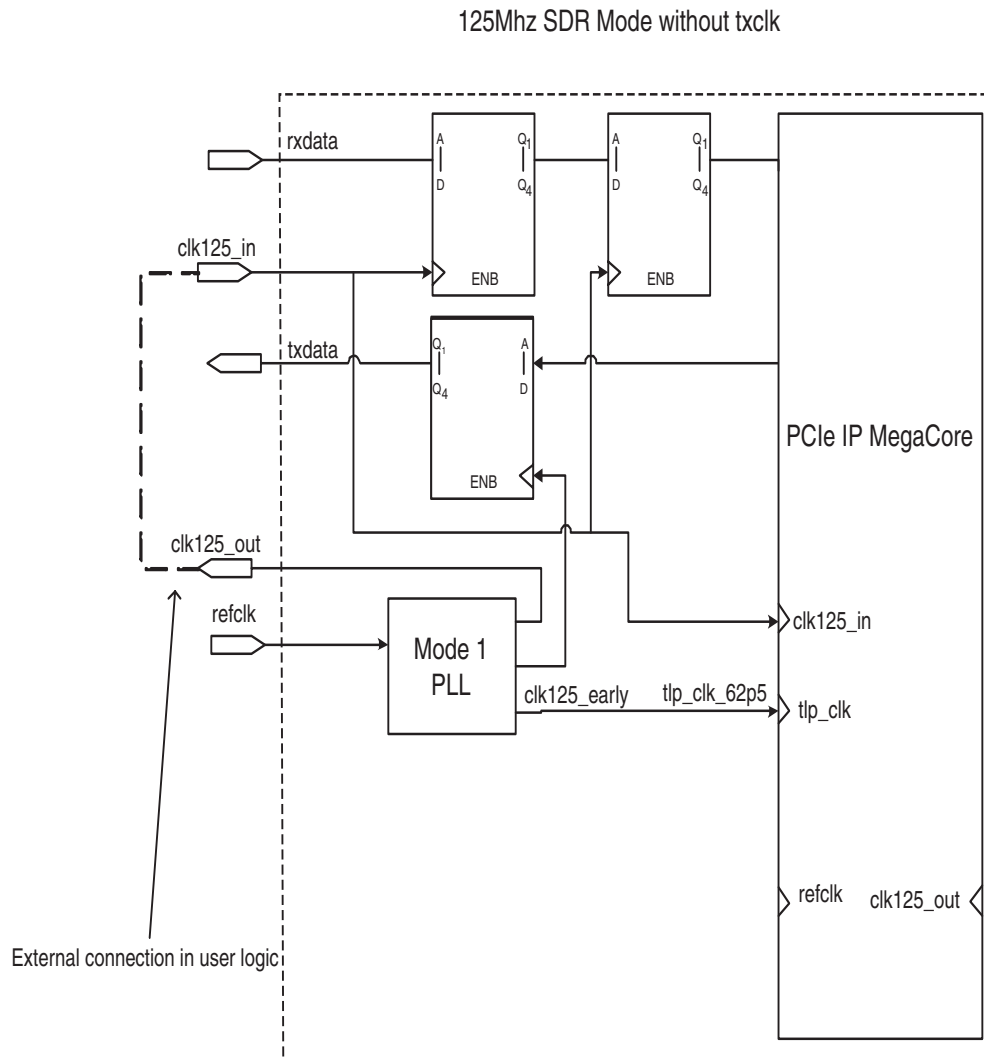 125Mhz SDR Mode without txclk
rxdata
A
D
Q1
Q4
ENB
A
D
Q1
Q4
ENB
clk125_in
txdata
Q1
Q4
A
D
ENB
PCIe IP MegaCore
clk125_out
refclk
Mode 1
PLL
clk125_early
tlp_clk_62p5
clk125_in
tlp_clk
refclk
clk125_out
External connection in user logic